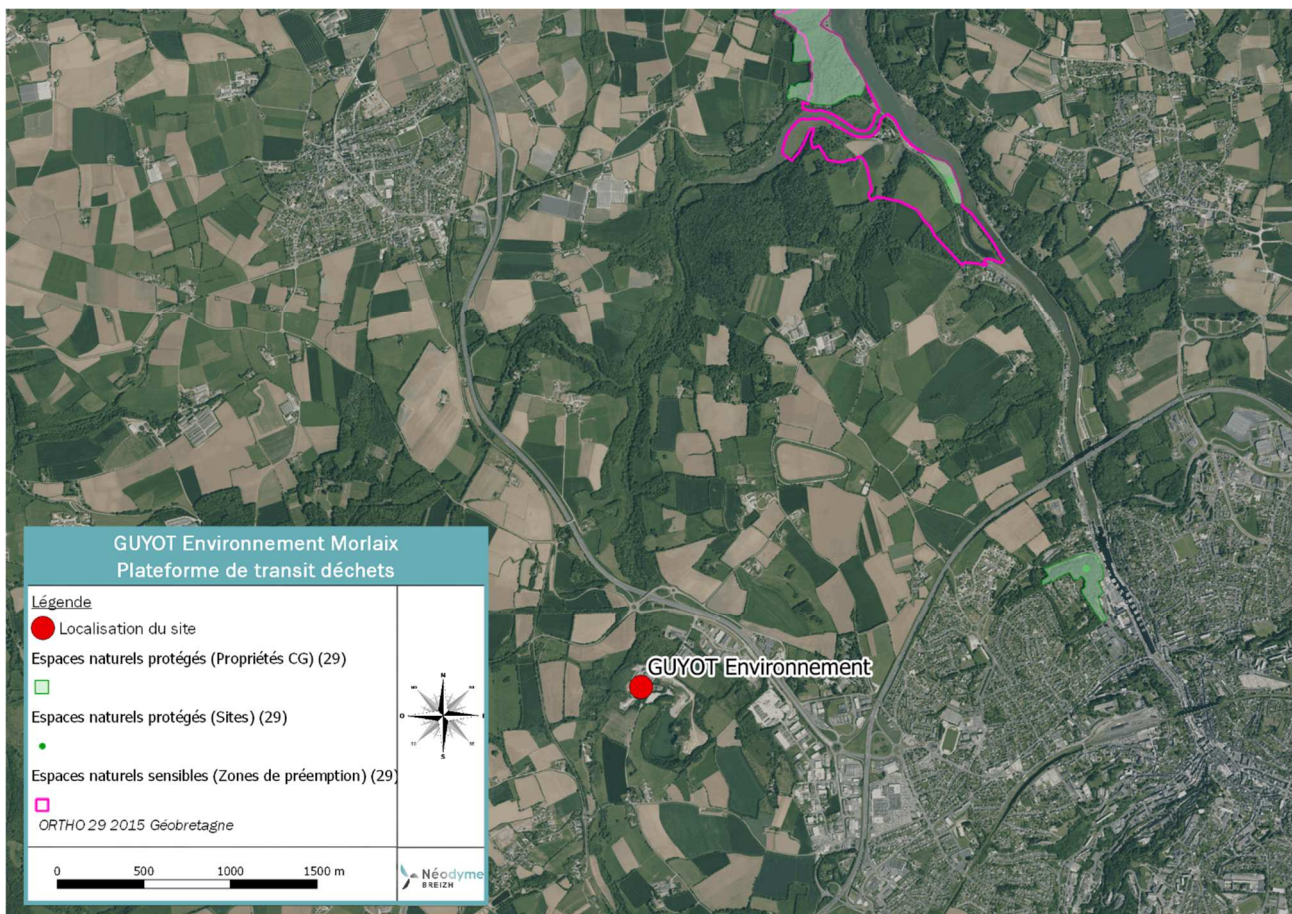 GUYOT Environnement
GUYOT Environnement Morlaix
Plateforme de transit déchets
Légende
Localisation du site
Espaces naturels protégés (Propriétés CG) (29)
Espaces naturels protégés (Sites) (29)
Espaces naturels sensibles (Zones de préemption) (29)
ORTHO 29 2015 Géobretagne
N
O
S
0 500 1000 1500 m
Néodyme
BREIZH